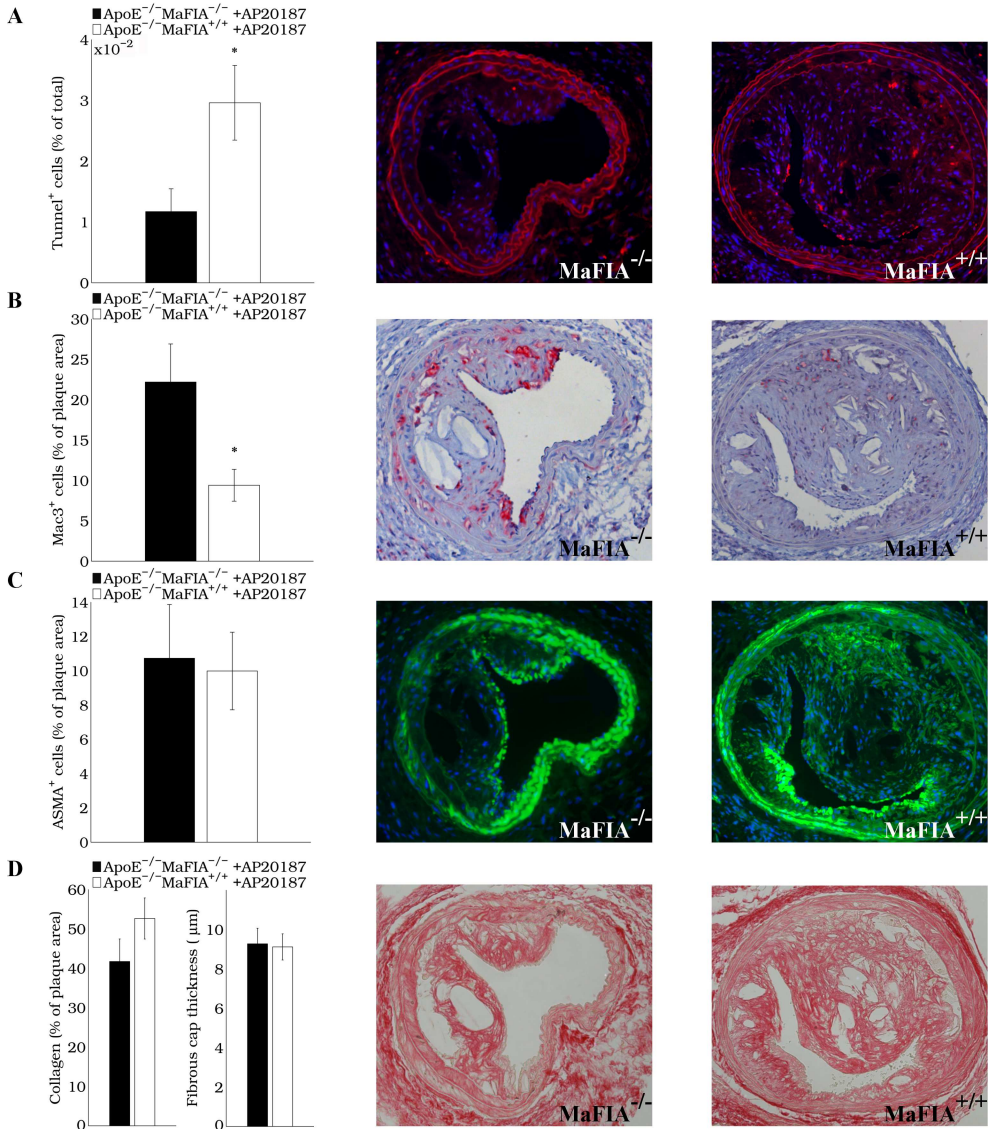 A
■ ApoE⁻/⁻MaFIA⁻/⁻ +AP20187
□ ApoE⁻/⁻MaFIA⁺/⁺ +AP20187
Tunnel⁺ cells (% of total)
x10⁻²
4
3
2
1
0
*
MaFIA⁻/⁻
MaFIA⁺/⁺
B
■ ApoE⁻/⁻MaFIA⁻/⁻ +AP20187
□ ApoE⁻/⁻MaFIA⁺/⁺ +AP20187
Mac3⁺ cells (% of plaque area)
30
25
20
15
10
5
0
*
MaFIA⁻/⁻
MaFIA⁺/⁺
C
■ ApoE⁻/⁻MaFIA⁻/⁻ +AP20187
□ ApoE⁻/⁻MaFIA⁺/⁺ +AP20187
ASMA⁺ cells (% of plaque area)
14
12
10
8
6
4
2
0
MaFIA⁻/⁻
MaFIA⁺/⁺
D
■ ApoE⁻/⁻MaFIA⁻/⁻ +AP20187
□ ApoE⁻/⁻MaFIA⁺/⁺ +AP20187
Collagen (% of plaque area)
60
50
40
30
20
10
0
Fibrous cap thickness ( μm)
10
8
6
4
2
0
MaFIA⁻/⁻
MaFIA⁺/⁺